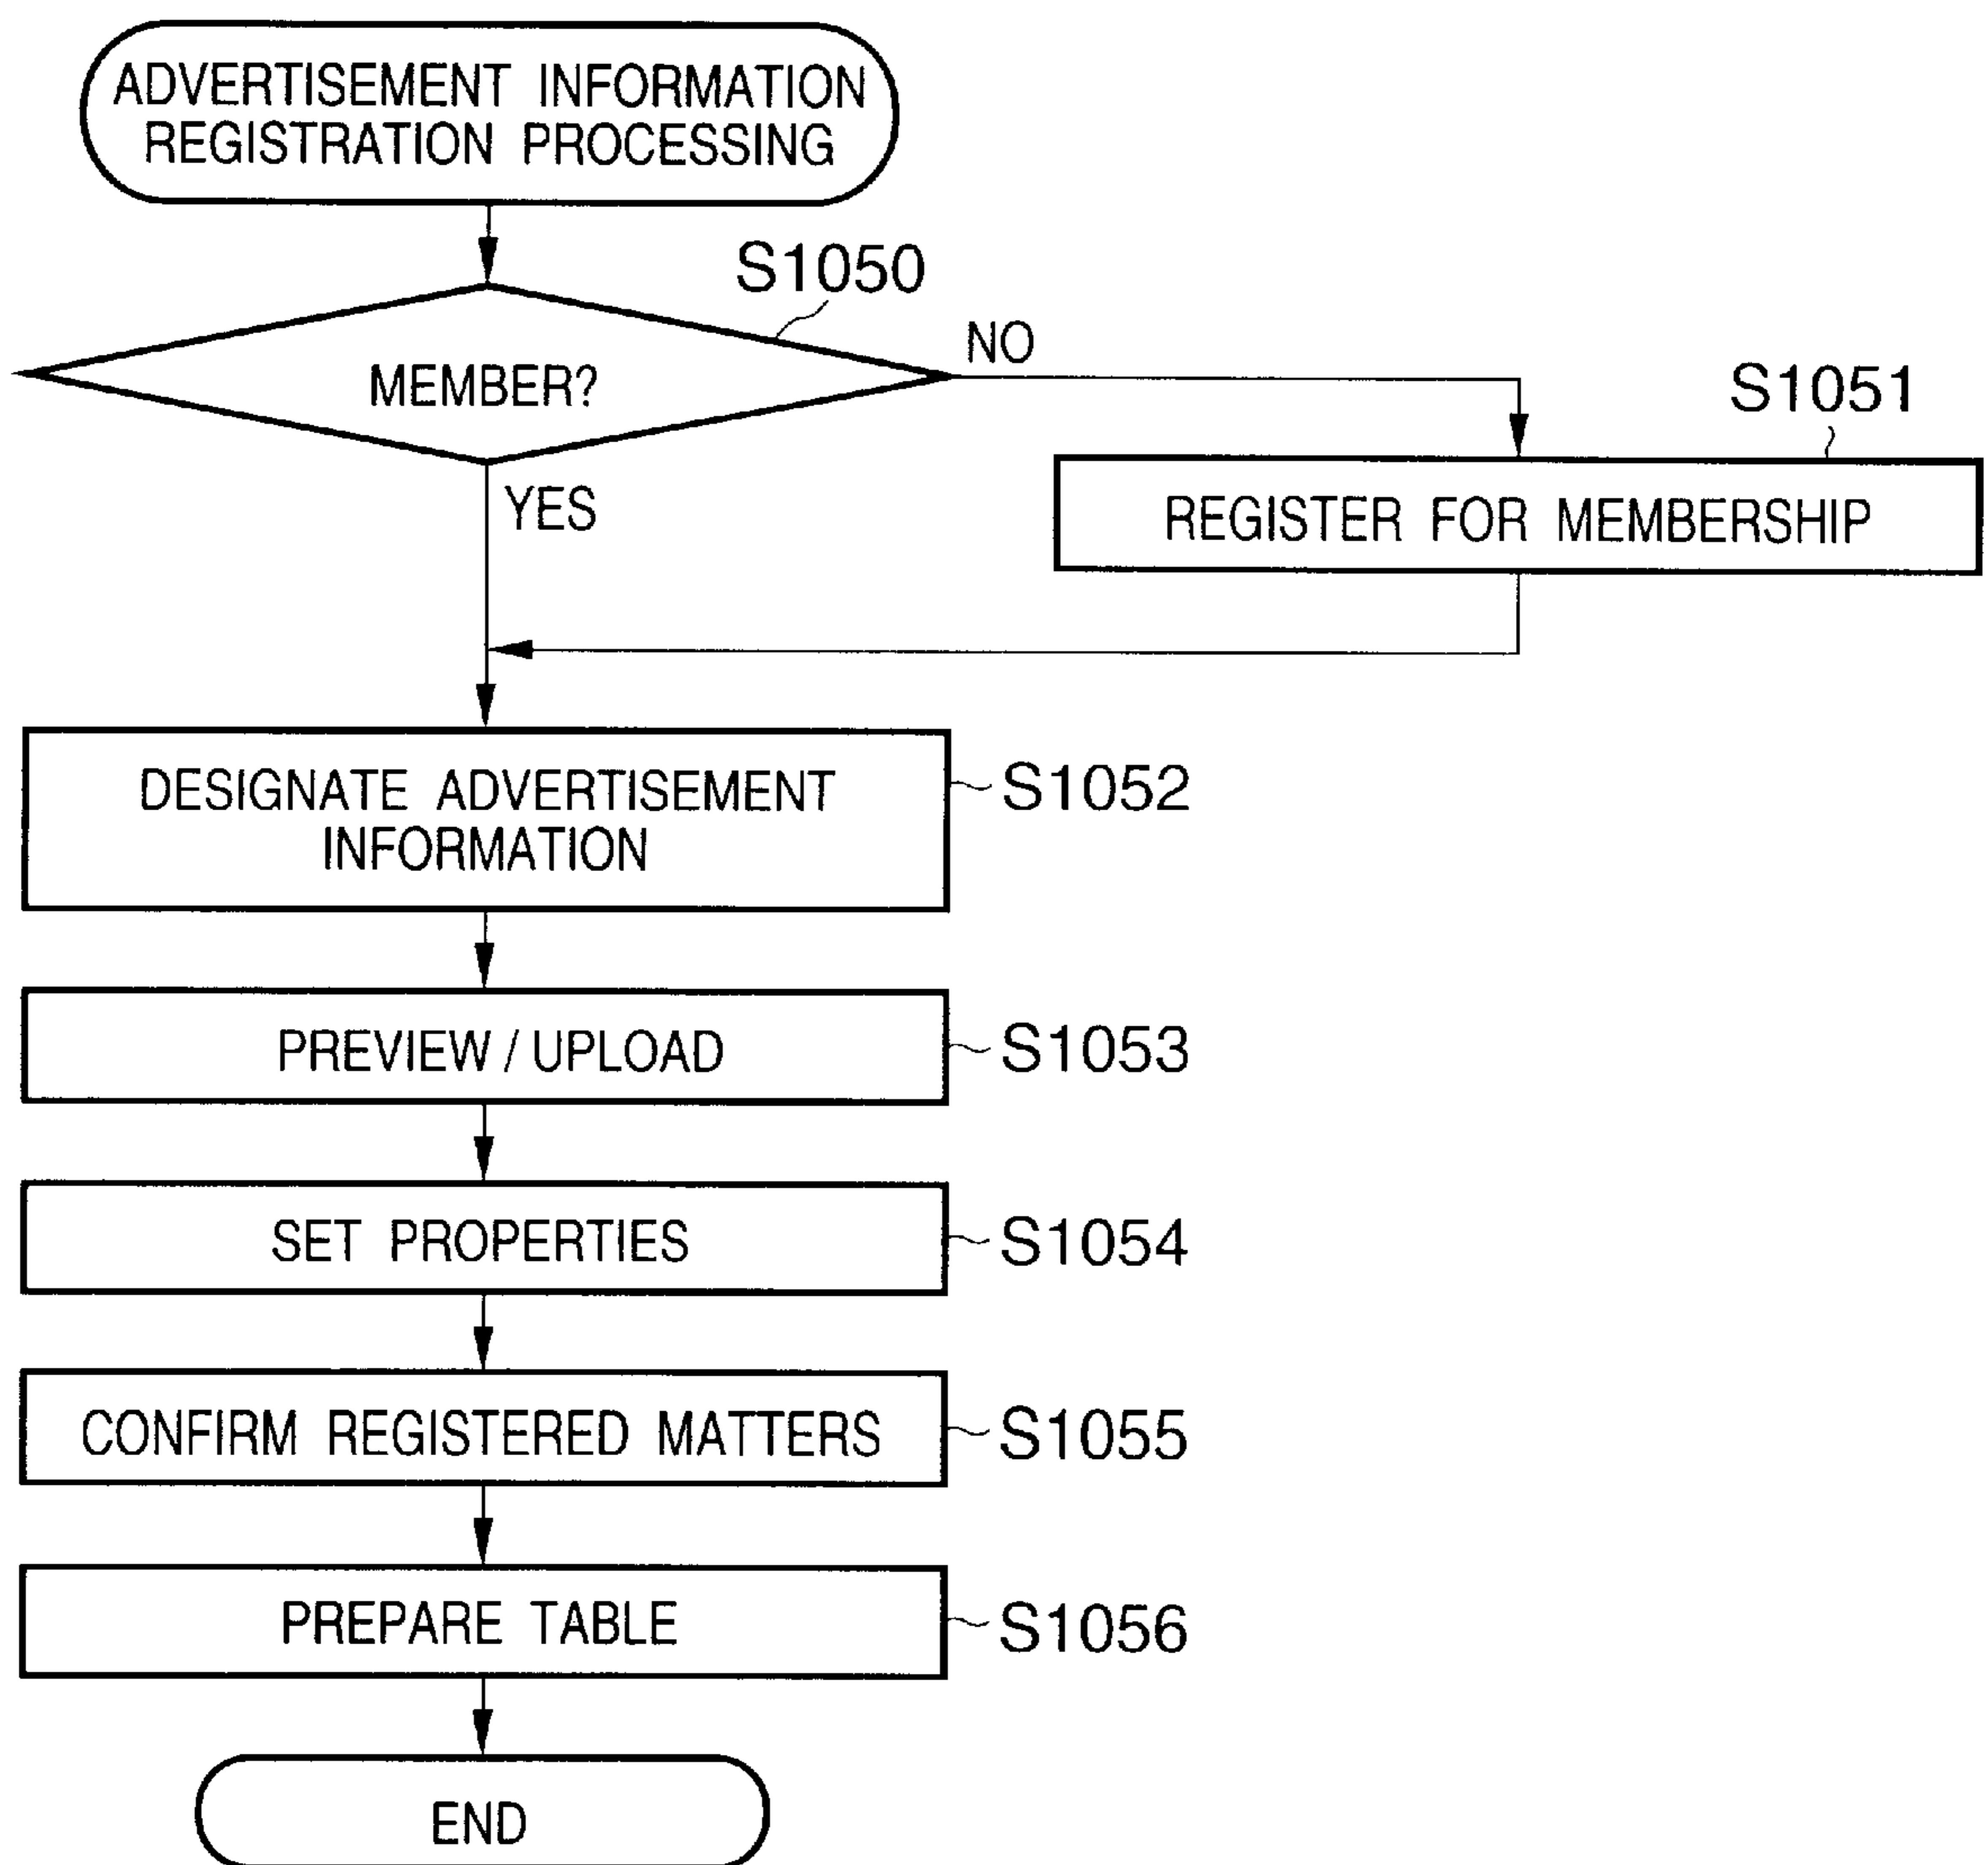 ADVERTISEMENT INFORMATION
REGISTRATION PROCESSING
S1050
MEMBER?
NO
YES
S1051
REGISTER FOR MEMBERSHIP
DESIGNATE ADVERTISEMENT
INFORMATION
S1052
PREVIEW / UPLOAD
S1053
SET PROPERTIES
S1054
CONFIRM REGISTERED MATTERS
S1055
PREPARE TABLE
S1056
END